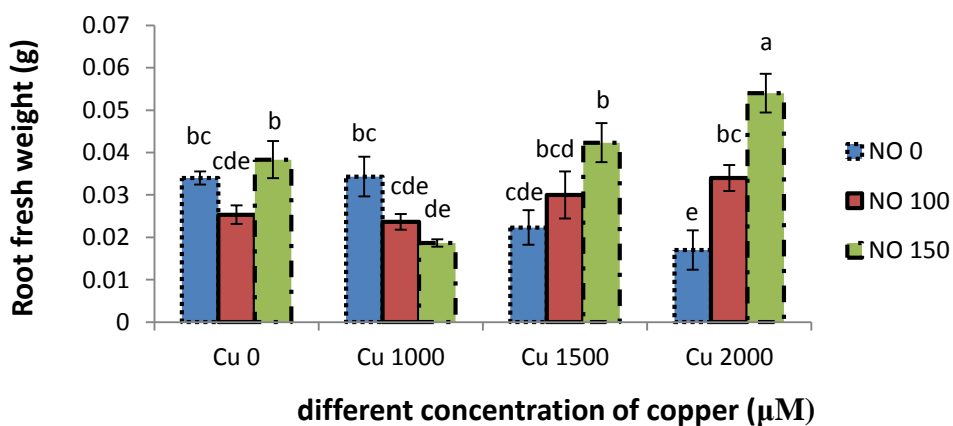 Root fresh weight (g)
0.07
0.06
0.05
0.04
0.03
0.02
0.01
0
bc
cde
b
bc
cde
de
cde
bcd
b
e
bc
a
Cu 0
Cu 1000
Cu 1500
Cu 2000
different concentration of copper (μM)
NO 0
NO 100
NO 150